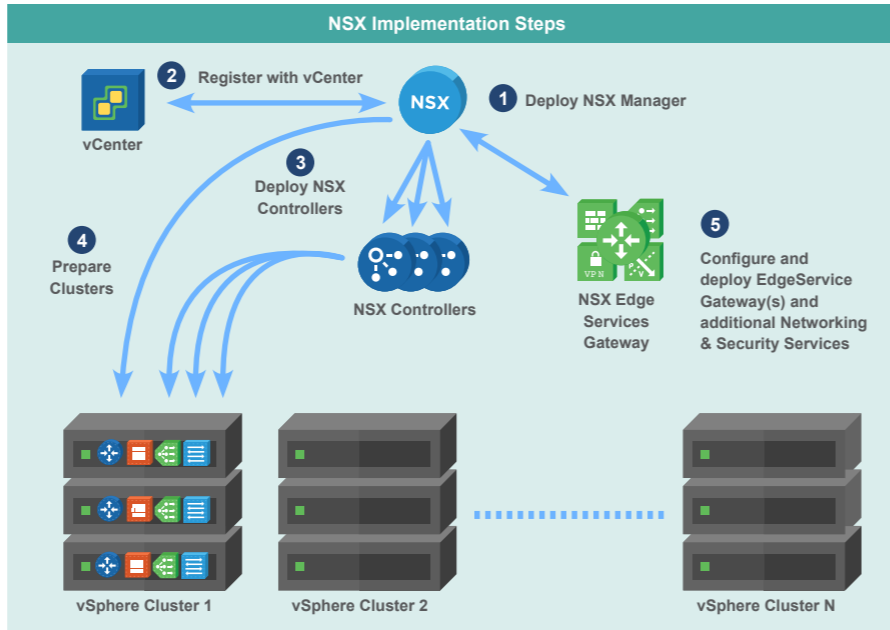 NSX Implementation Steps
2 Register with vCenter
NSX
1 Deploy NSX Manager
vCenter
3
Deploy NSX
Controllers
4
Prepare
Clusters
NSX Controllers
VPN
NSX Edge
Services
Gateway
5
Configure and
deploy EdgeService
Gateway(s) and
additional Networking
& Security Services
vSphere Cluster 1
vSphere Cluster 2
vSphere Cluster N